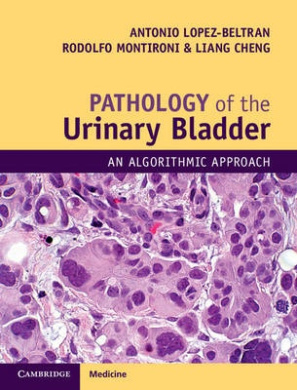 ANTONIO LOPEZ-BELTRAN
RODOLFO MONTIRONI & LIANG CHENG
PATHOLOGY of the
Urinary Bladder
AN ALGORITHMIC APPROACH
CAMBRIDGE
Medicine